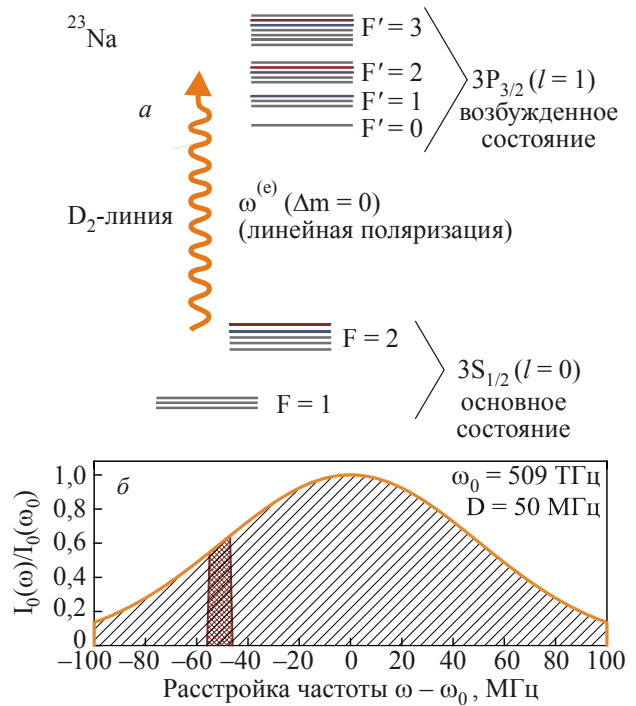 ²³Na
F′ = 3
F′ = 2
F′ = 1
F′ = 0
3P₃/₂ (l = 1)
возбужденное
состояние
а
D₂-линия
ω⁽ᵉ⁾ (Δm = 0)
(линейная поляризация)
F = 2
F = 1
3S₁/₂ (l = 0)
основное
состояние
б
ω₀ = 509 ТГц
D = 50 МГц
I₀(ω)/I₀(ω₀)
1,0
0,8
0,6
0,4
0,2
0
−100 −80 −60 −40 −20 0 20 40 60 80 100
Расстройка частоты ω − ω₀ , МГц